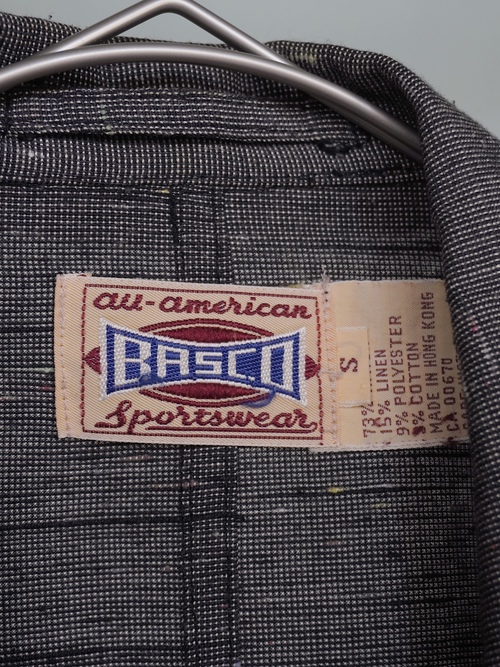 all-american
BASCO
Sportswear
S
73%
15% LINEN
9% POLYESTER
3% COTTON
MADE IN HONG KONG
CA 00670